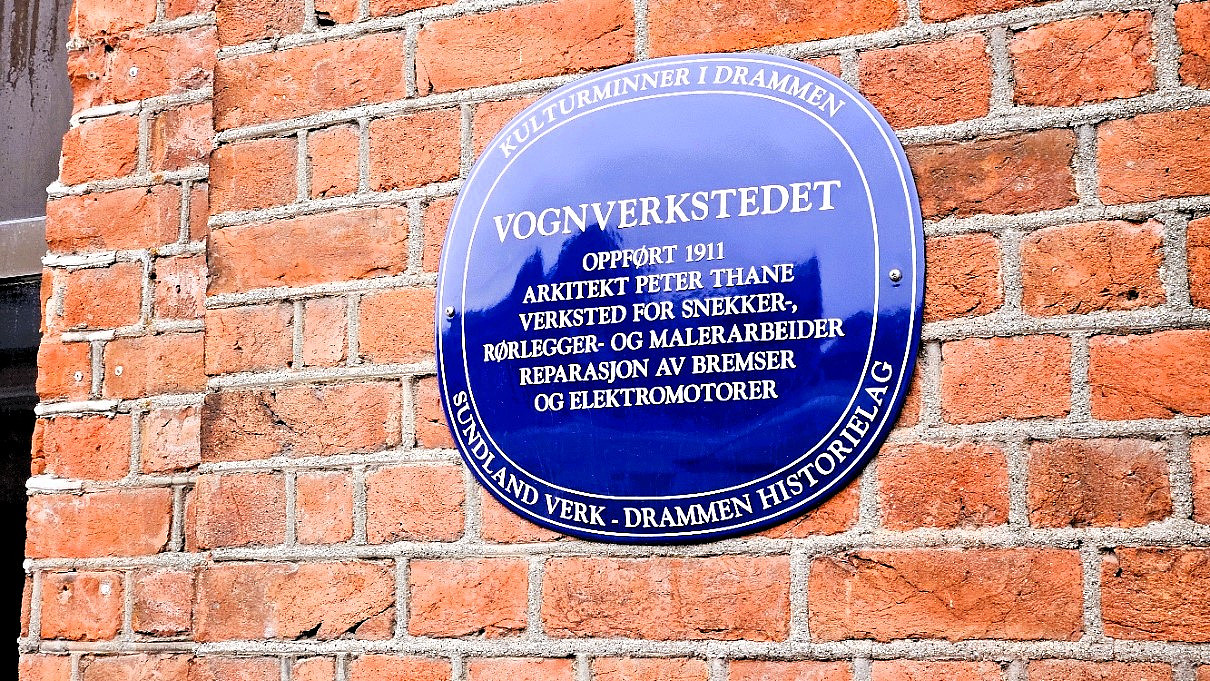 KULTURMINNER I DRAMMEN
VOGNVERKSTEDET
OPPFØRT 1911
ARKITEKT PETER THANE
VERKSTED FOR SNEKKER-,
RØRLEGGER- OG MALERARBEIDER
REPARASJON AV BREMSER
OG ELEKTROMOTORER
SUNDLAND VERK - DRAMMEN HISTORIELAG